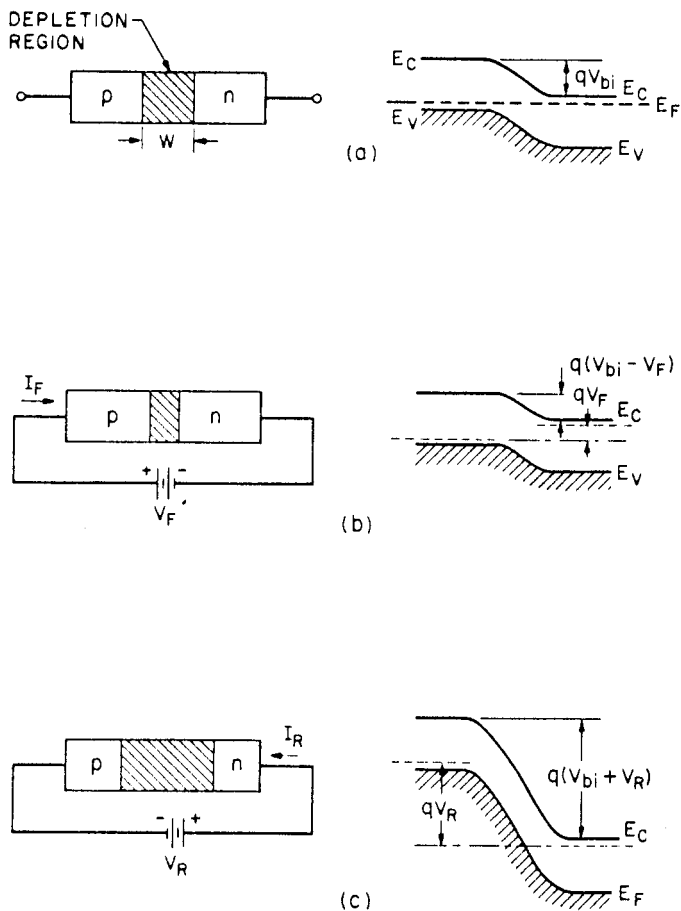 DEPLETION
REGION
p n
W
E_C
qV_bi
E_C
E_F
E_V
E_V
(a)
I_F
p n
+ -
V_F
q(V_bi - V_F)
qV_F
E_C
E_V
(b)
I_R
p n
- +
V_R
q(V_bi + V_R)
qV_R
E_C
E_F
(c)